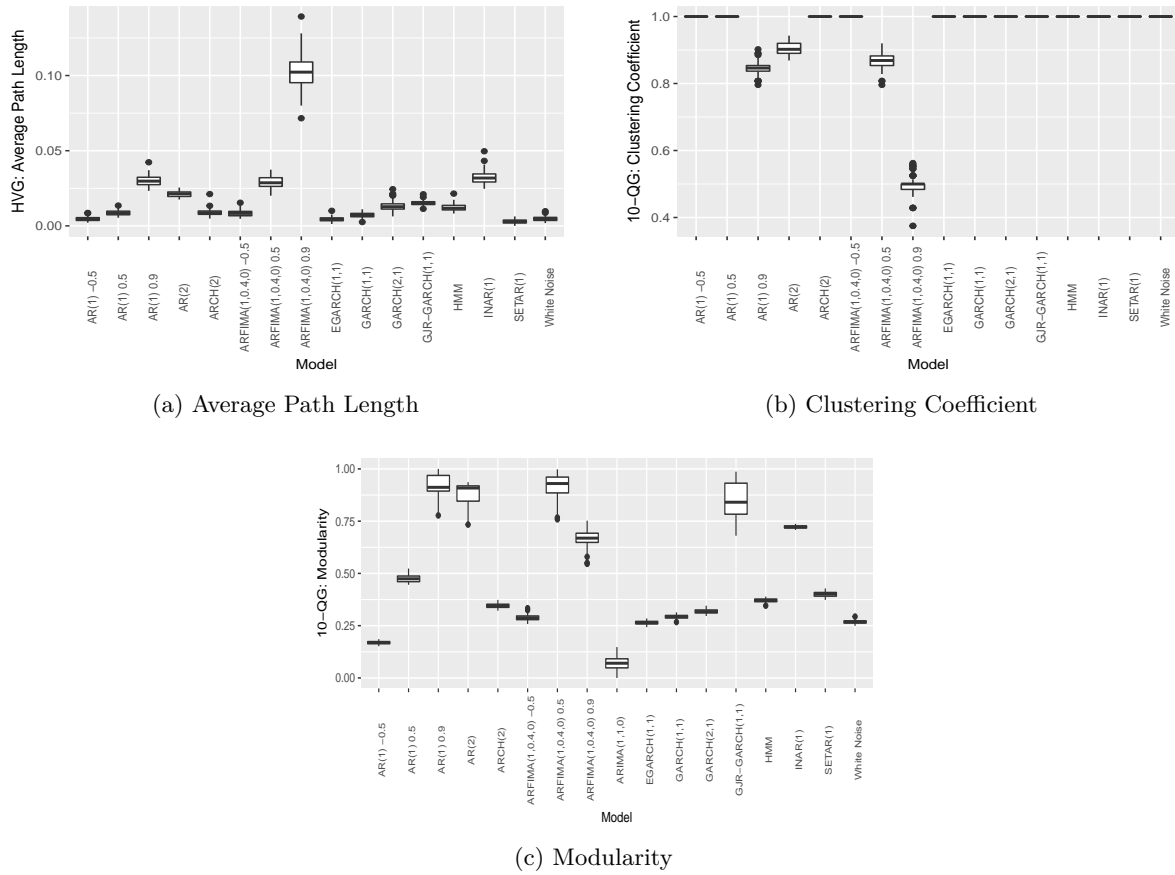 HVG: Average Path Length
0.10
0.05
0.00
AR(1) −0.5
AR(1) 0.5
AR(1) 0.9
AR(2)
ARCH(2)
ARFIMA(1,0.4,0) −0.5
ARFIMA(1,0.4,0) 0.5
ARFIMA(1,0.4,0) 0.9
EGARCH(1,1)
GARCH(1,1)
GARCH(2,1)
GJR−GARCH(1,1)
HMM
INAR(1)
SETAR(1)
White Noise
Model
(a) Average Path Length
10−QG: Clustering Coefficient
1.0
0.8
0.6
0.4
AR(1) −0.5
AR(1) 0.5
AR(1) 0.9
AR(2)
ARCH(2)
ARFIMA(1,0.4,0) −0.5
ARFIMA(1,0.4,0) 0.5
ARFIMA(1,0.4,0) 0.9
EGARCH(1,1)
GARCH(1,1)
GARCH(2,1)
GJR−GARCH(1,1)
HMM
INAR(1)
SETAR(1)
White Noise
Model
(b) Clustering Coefficient
10−QG: Modularity
1.00
0.75
0.50
0.25
0.00
AR(1) −0.5
AR(1) 0.5
AR(1) 0.9
AR(2)
ARCH(2)
ARFIMA(1,0.4,0) −0.5
ARFIMA(1,0.4,0) 0.5
ARFIMA(1,0.4,0) 0.9
ARIMA(1,1,0)
EGARCH(1,1)
GARCH(1,1)
GARCH(2,1)
GJR−GARCH(1,1)
HMM
INAR(1)
SETAR(1)
White Noise
Model
(c) Modularity